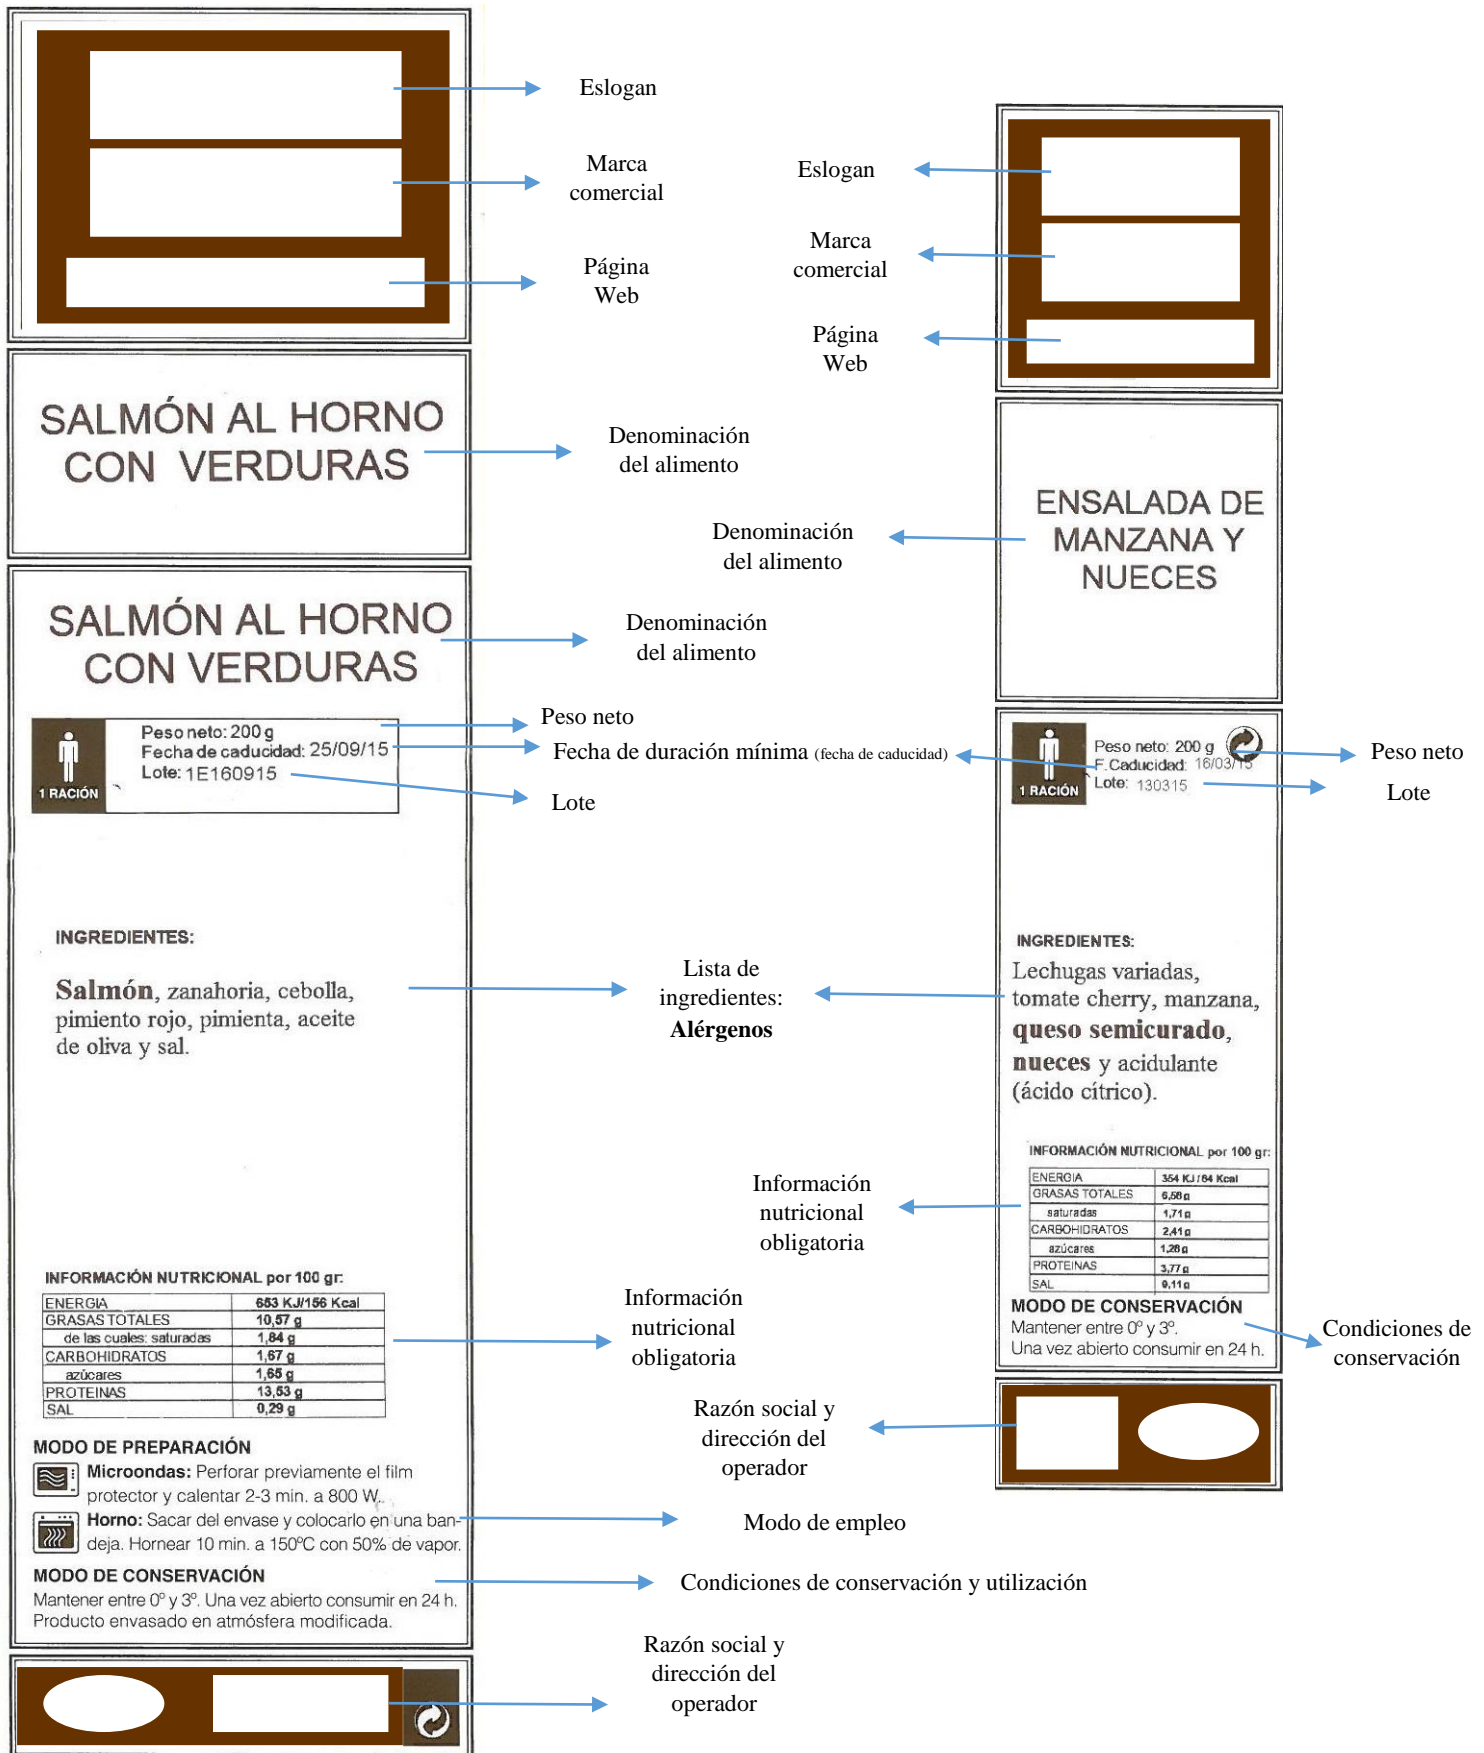 Eslogan
Marca
comercial
Página
Web
SALMÓN AL HORNO
CON VERDURAS
Denominación
del alimento
SALMÓN AL HORNO
CON VERDURAS
Denominación
del alimento
1 RACIÓN
Peso neto: 200 g
Fecha de caducidad: 25/09/15
Lote: 1E160915
Peso neto
Fecha de duración mínima (fecha de caducidad)
Lote
INGREDIENTES:
Salmón, zanahoria, cebolla,
pimiento rojo, pimienta, aceite
de oliva y sal.
Lista de
ingredientes:
Alérgenos
INFORMACIÓN NUTRICIONAL por 100 gr:
ENERGIA 653 KJ/156 Kcal
GRASAS TOTALES 10,57 g
de las cuales: saturadas 1,84 g
CARBOHIDRATOS 1,67 g
azúcares 1,65 g
PROTEINAS 13,53 g
SAL 0,29 g
Información
nutricional
obligatoria
MODO DE PREPARACIÓN
Microondas: Perforar previamente el film
protector y calentar 2-3 min. a 800 W.
Horno: Sacar del envase y colocarlo en una ban-
deja. Hornear 10 min. a 150ºC con 50% de vapor.
Modo de empleo
MODO DE CONSERVACIÓN
Mantener entre 0º y 3º. Una vez abierto consumir en 24 h.
Producto envasado en atmósfera modificada.
Condiciones de conservación y utilización
Razón social y
dirección del
operador
Eslogan
Marca
comercial
Página
Web
Denominación
del alimento
ENSALADA DE
MANZANA Y
NUECES
1 RACIÓN
Peso neto: 200 g
F.Caducidad: 16/03/15
Lote: 130315
Peso neto
Lote
INGREDIENTES:
Lechugas variadas,
tomate cherry, manzana,
queso semicurado,
nueces y acidulante
(ácido cítrico).
Información
nutricional
obligatoria
INFORMACIÓN NUTRICIONAL por 100 gr:
ENERGIA 354 KJ/84 Kcal
GRASAS TOTALES 6,58 g
saturadas 1,71 g
CARBOHIDRATOS 2,41 g
azúcares 1,28 g
PROTEINAS 3,77 g
SAL 0,11 g
MODO DE CONSERVACIÓN
Mantener entre 0º y 3º.
Una vez abierto consumir en 24 h.
Condiciones de
conservación
Razón social y
dirección del
operador